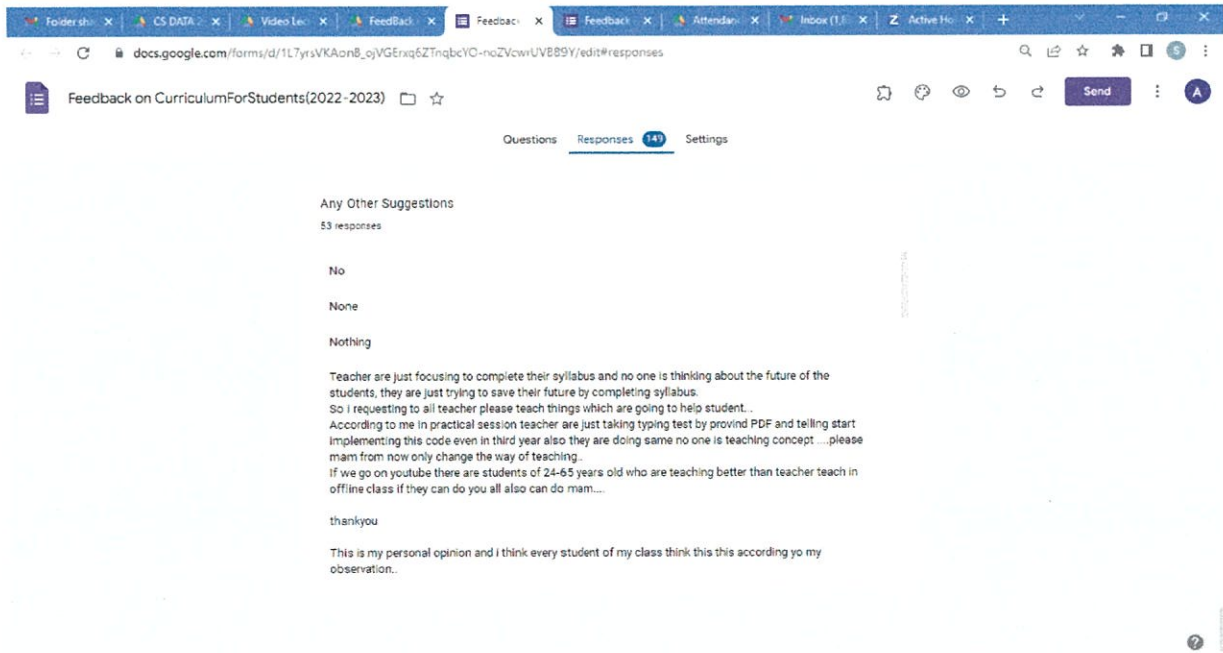 Folder sh CS DATA 2 Video Lec FeedBack Feedbac Feedback Attendan Inbox (1, Z Active Ho
docs.google.com/forms/d/1L7yrsVKAon8_ojVGErxq6ZTnqbcYO-noZVcwrUVB89Y/edit#responses S
Feedback on CurriculumForStudents(2022-2023) Send A
Questions Responses 149 Settings
Any Other Suggestions
53 responses
No
None
Nothing
Teacher are just focusing to complete their syllabus and no one is thinking about the future of the
students, they are just trying to save their future by completing syllabus.
So i requesting to all teacher please teach things which are going to help student..
According to me in practical session teacher are just taking typing test by provind PDF and telling start
implementing this code even in third year also they are doing same no one is teaching concept ....please
mam from now only change the way of teaching..
If we go on youtube there are students of 24-65 years old who are teaching better than teacher teach in
offline class if they can do you all also can do mam....
thankyou
This is my personal opinion and i think every student of my class think this this according yo my
observation..